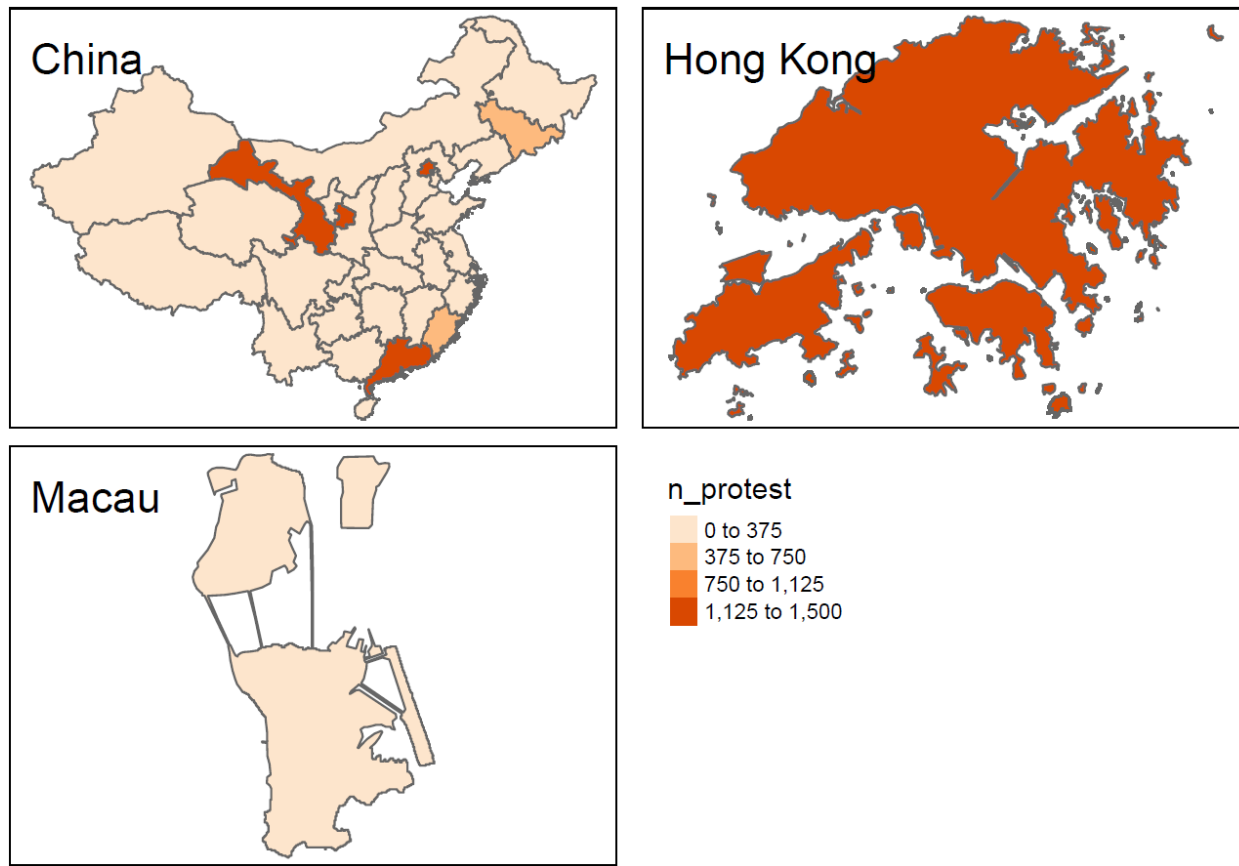 China
Hong Kong
Macau
n_protest
0 to 375
375 to 750
750 to 1,125
1,125 to 1,500